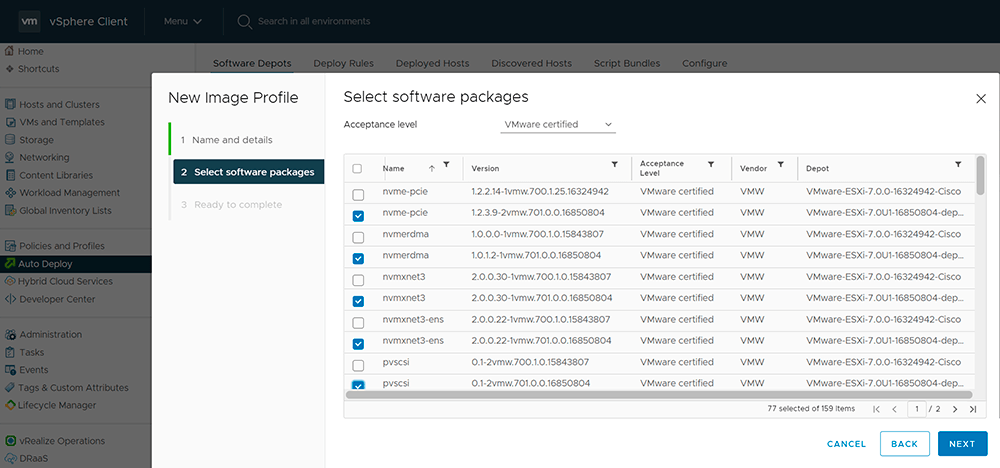 vm vSphere Client Menu Search in all environments
Home
Shortcuts
Hosts and Clusters
VMs and Templates
Storage
Networking
Content Libraries
Workload Management
Global Inventory Lists
Policies and Profiles
Auto Deploy
Hybrid Cloud Services
Developer Center
Administration
Tasks
Events
Tags & Custom Attributes
Lifecycle Manager
vRealize Operations
DRaaS
Software Depots Deploy Rules Deployed Hosts Discovered Hosts Script Bundles Configure
New Image Profile
1 Name and details
2 Select software packages
3 Ready to complete
Select software packages
Acceptance level VMware certified
Name Version Acceptance Level Vendor Depot
nvme-pcie 1.2.2.14-1vmw.700.1.25.16324942 VMware certified VMW VMware-ESXi-7.0.0-16324942-Cisco
nvme-pcie 1.2.3.9-2vmw.701.0.0.16850804 VMware certified VMW VMware-ESXi-7.0U1-16850804-dep...
nvmerdma 1.0.0.0-1vmw.700.1.0.15843807 VMware certified VMW VMware-ESXi-7.0.0-16324942-Cisco
nvmerdma 1.0.1.2-1vmw.701.0.0.16850804 VMware certified VMW VMware-ESXi-7.0U1-16850804-dep...
nvmxnet3 2.0.0.30-1vmw.700.1.0.15843807 VMware certified VMW VMware-ESXi-7.0.0-16324942-Cisco
nvmxnet3 2.0.0.30-1vmw.701.0.0.16850804 VMware certified VMW VMware-ESXi-7.0U1-16850804-dep...
nvmxnet3-ens 2.0.0.22-1vmw.700.1.0.15843807 VMware certified VMW VMware-ESXi-7.0.0-16324942-Cisco
nvmxnet3-ens 2.0.0.22-1vmw.701.0.0.16850804 VMware certified VMW VMware-ESXi-7.0U1-16850804-dep...
pvscsi 0.1-2vmw.700.1.0.15843807 VMware certified VMW VMware-ESXi-7.0.0-16324942-Cisco
pvscsi 0.1-2vmw.701.0.0.16850804 VMware certified VMW VMware-ESXi-7.0U1-16850804-dep...
77 selected of 159 items 1 / 2
CANCEL BACK NEXT